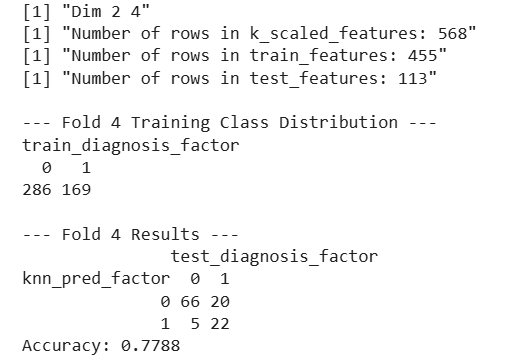 [1] "Dim 2 4"
[1] "Number of rows in k_scaled_features: 568"
[1] "Number of rows in train_features: 455"
[1] "Number of rows in test_features: 113"
--- Fold 4 Training Class Distribution ---
train_diagnosis_factor
0 1
286 169
--- Fold 4 Results ---
test_diagnosis_factor
knn_pred_factor 0 1
0 66 20
1 5 22
Accuracy: 0.7788